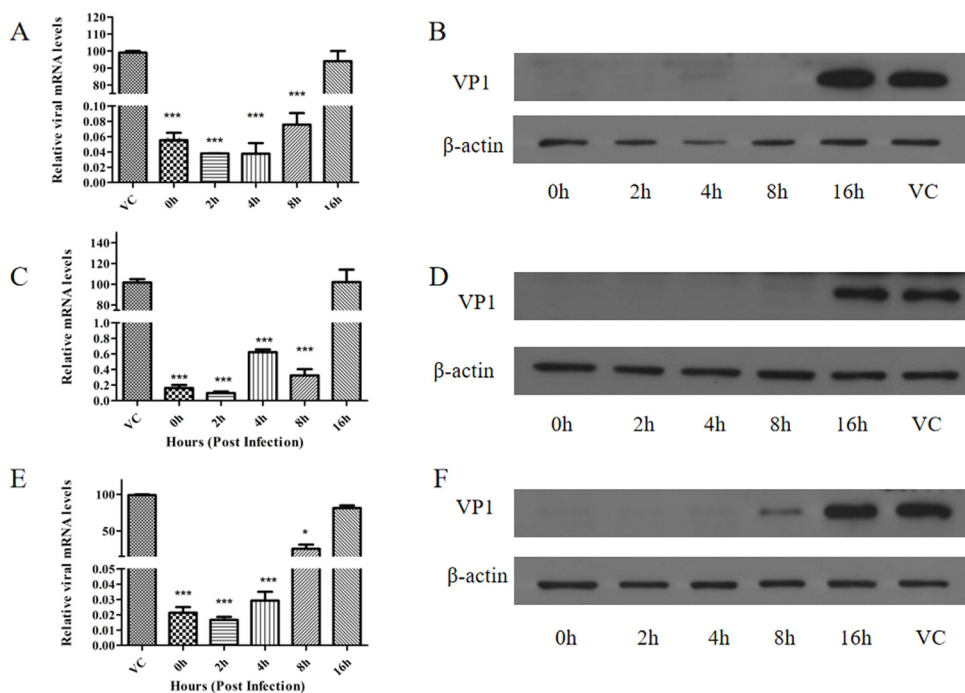 A
Relative viral mRNA levels
120
110
100
90
80
0.10
0.08
0.06
0.04
0.02
0.00
***
***
***
***
VC
0h
2h
4h
8h
16h
B
VP1
β-actin
0h 2h 4h 8h 16h VC
C
Relative mRNA levels
140
120
100
80
1.0
0.8
0.6
0.4
0.2
0.0
***
***
***
***
VC
0h
2h
4h
8h
16h
Hours (Post Infection)
D
VP1
β-actin
0h 2h 4h 8h 16h VC
E
Relative viral mRNA levels
100
50
0.05
0.04
0.03
0.02
0.01
0.00
***
***
***
*
VC
0h
2h
4h
8h
16h
Hours (Post Infection)
F
VP1
β-actin
0h 2h 4h 8h 16h VC